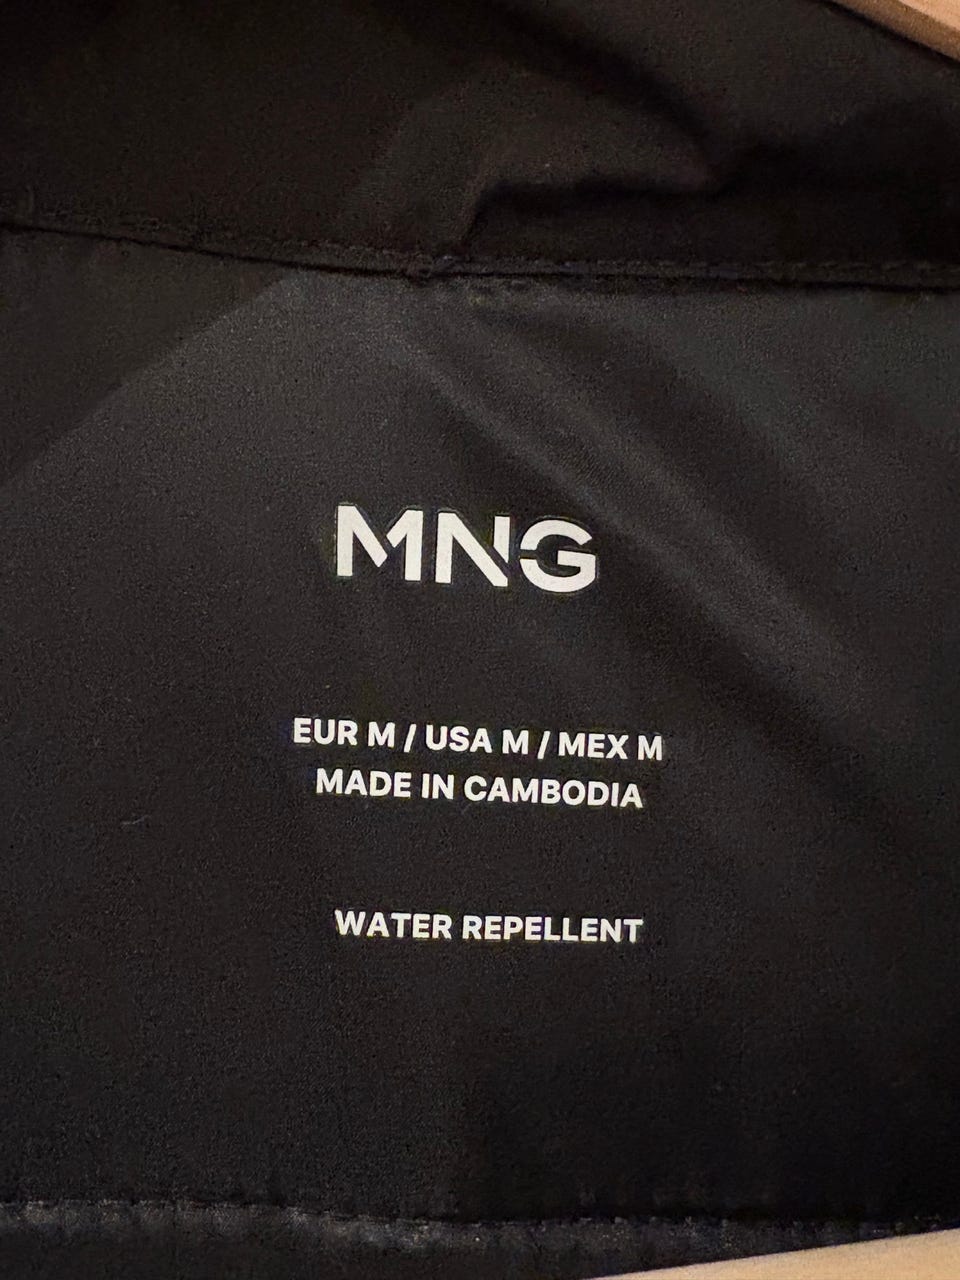 MNG
EUR M / USA M / MEX M
MADE IN CAMBODIA
WATER REPELLENT